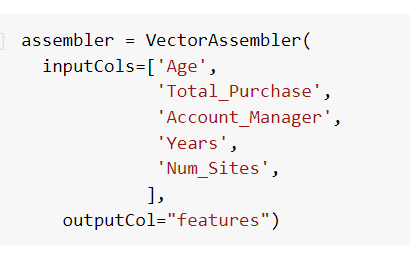 assembler = VectorAssembler(
inputCols=['Age',
'Total_Purchase',
'Account_Manager',
'Years',
'Num_Sites',
],
outputCol="features")